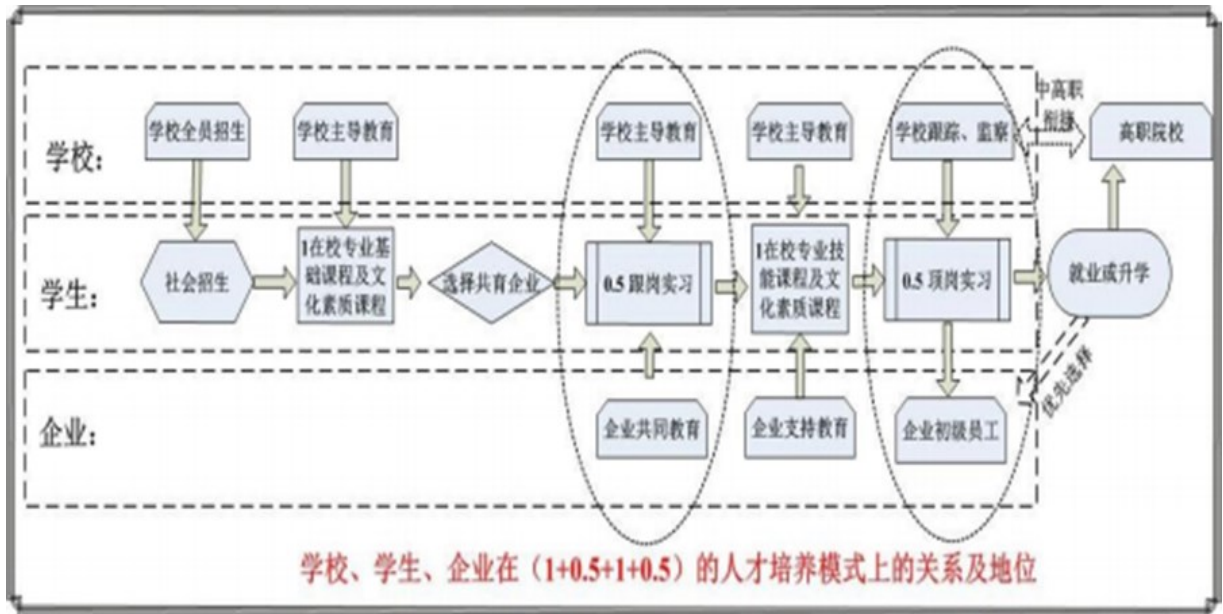 学校：
学校全员招生
学校主导教育
学校主导教育
学校主导教育
学校跟踪、监察
中高职
衔接
高职院校
学生：
社会招生
1在校专业基
础课程及文
化素质课程
选择共有企业
0.5 跟岗实习
1在校专业技
能课程及文
化素质课程
0.5 顶岗实习
就业或升学
优先选择
企业：
企业共同教育
企业支持教育
企业初级员工
学校、学生、企业在（1+0.5+1+0.5）的人才培养模式上的关系及地位